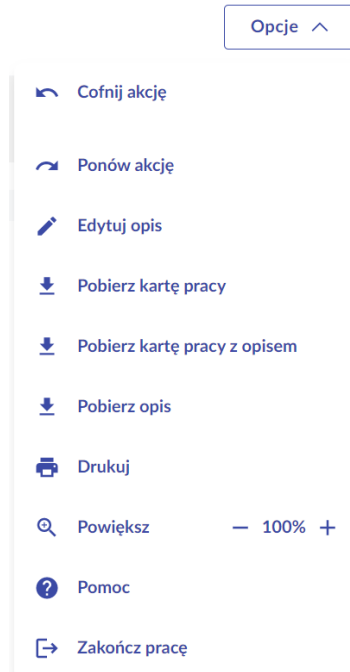 Opcje
Cofnij akcję
Ponów akcję
Edytuj opis
Pobierz kartę pracy
Pobierz kartę pracy z opisem
Pobierz opis
Drukuj
Powiększ — 100% +
Pomoc
Zakończ pracę